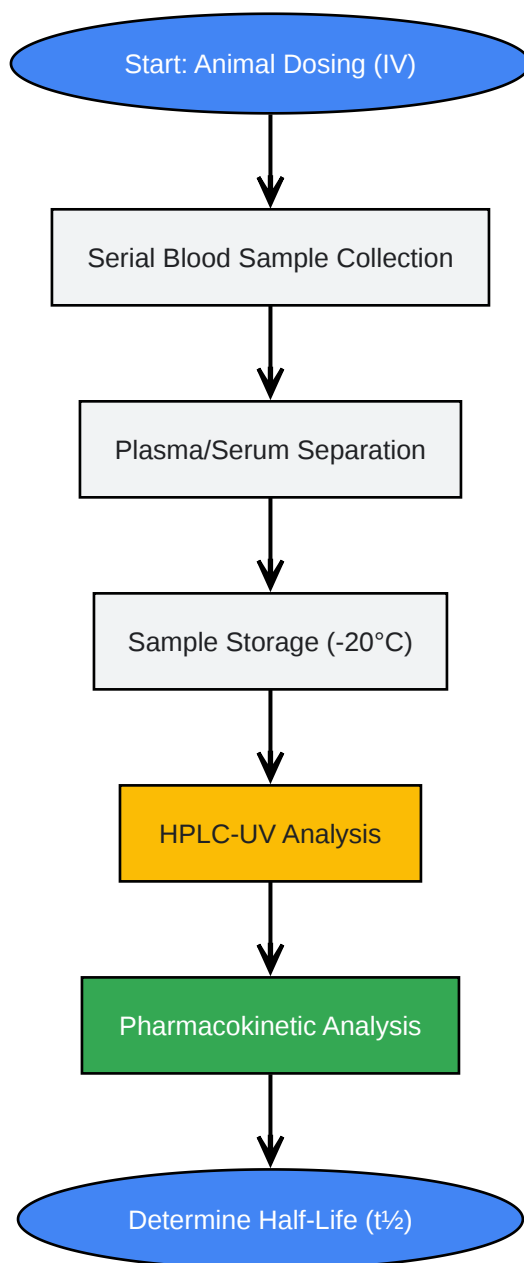 Start: Animal Dosing (IV)
Serial Blood Sample Collection
Plasma/Serum Separation
Sample Storage (-20°C)
HPLC-UV Analysis
Pharmacokinetic Analysis
Determine Half-Life (t½)